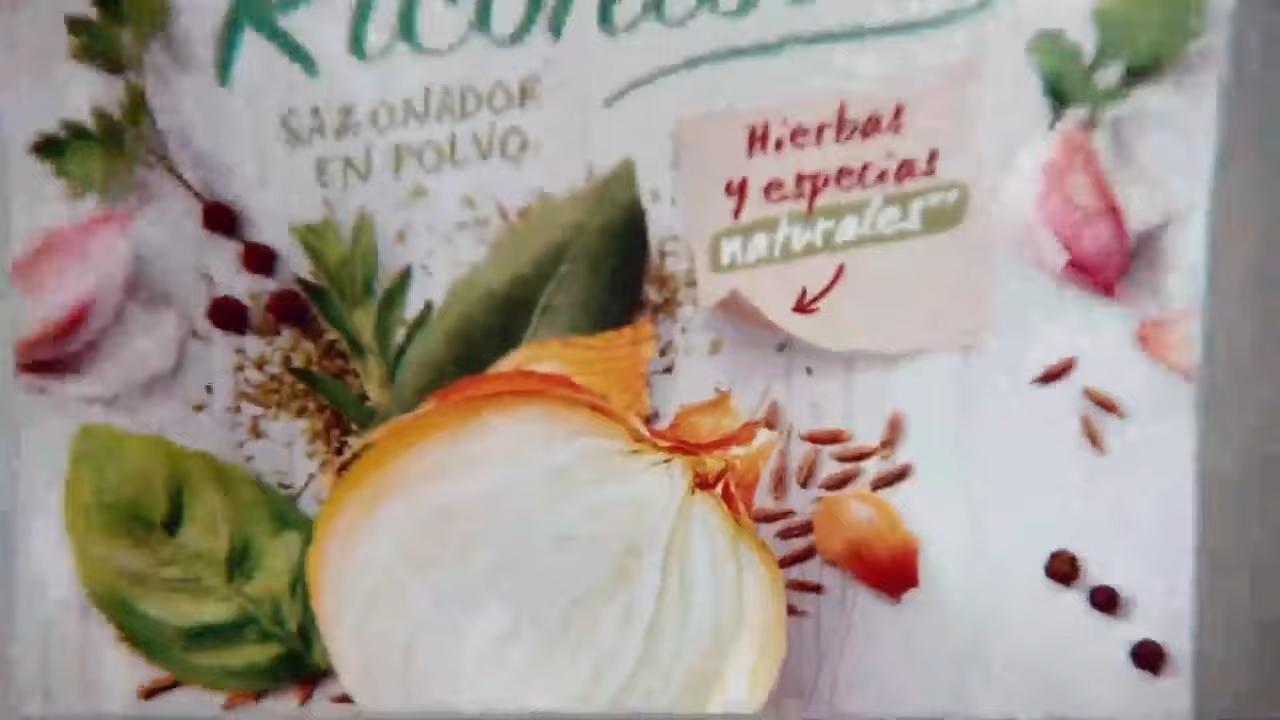 SAZONADOR
EN POLVO
Hierbas
y especias
naturales